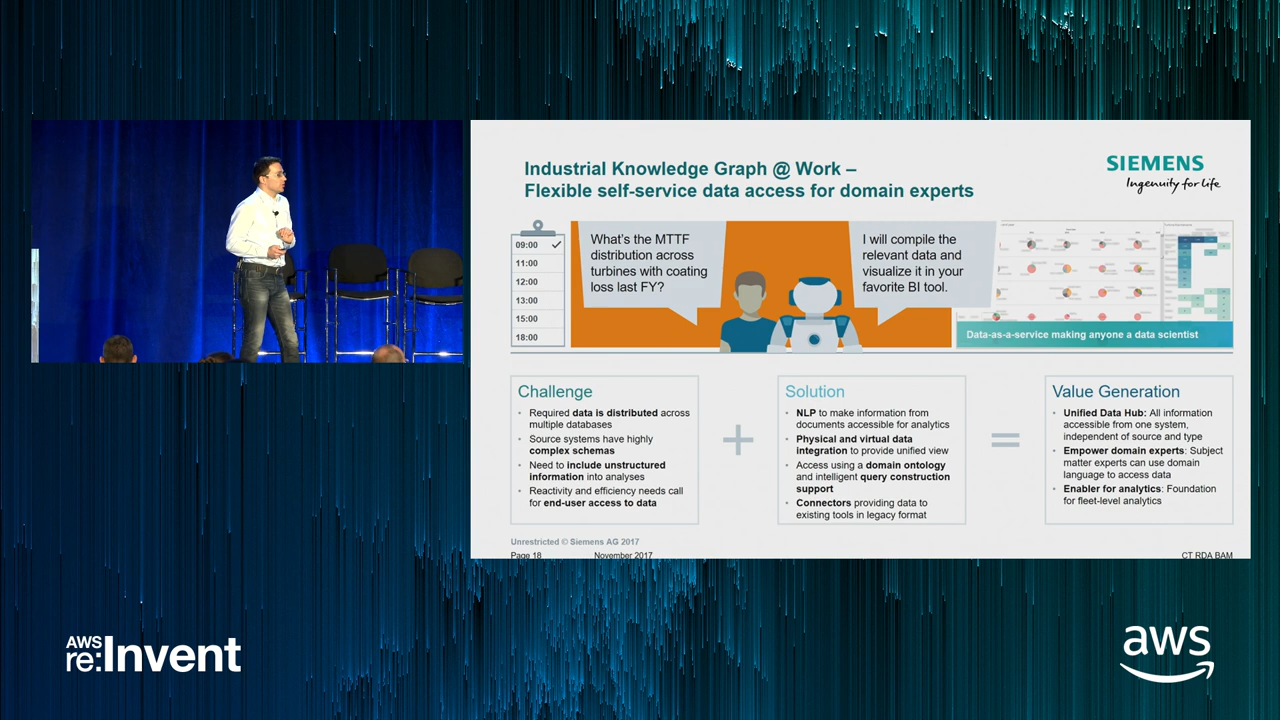 Industrial Knowledge Graph @ Work –
Flexible self-service data access for domain experts
SIEMENS
Ingenuity for life
09:00
11:00
12:00
13:00
15:00
18:00
What's the MTTF
distribution across
turbines with coating
loss last FY?
I will compile the
relevant data and
visualize it in your
favorite BI tool.
Data-as-a-service making anyone a data scientist
Challenge
• Required data is distributed across
multiple databases
• Source systems have highly
complex schemas
• Need to include unstructured
information into analyses
• Reactivity and efficiency needs call
for end-user access to data
+
Solution
• NLP to make information from
documents accessible for analytics
• Physical and virtual data
integration to provide unified view
• Access using a domain ontology
and intelligent query construction
support
• Connectors providing data to
existing tools in legacy format
=
Value Generation
• Unified Data Hub: All information
accessible from one system,
independent of source and type
• Empower domain experts: Subject
matter experts can use domain
language to access data
• Enabler for analytics: Foundation
for fleet-level analytics
Unrestricted © Siemens AG 2017
Page 18 November 2017 CT RDA BAM
AWS
re:Invent
aws